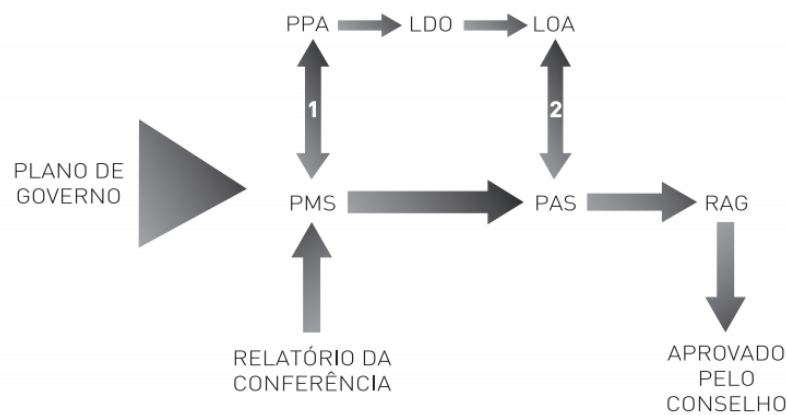 PPA
LDO
LOA
1
2
PLANO DE
GOVERNO
PMS
PAS
RAG
RELATÓRIO DA
CONFERÊNCIA
APROVADO
PELO
CONSELHO